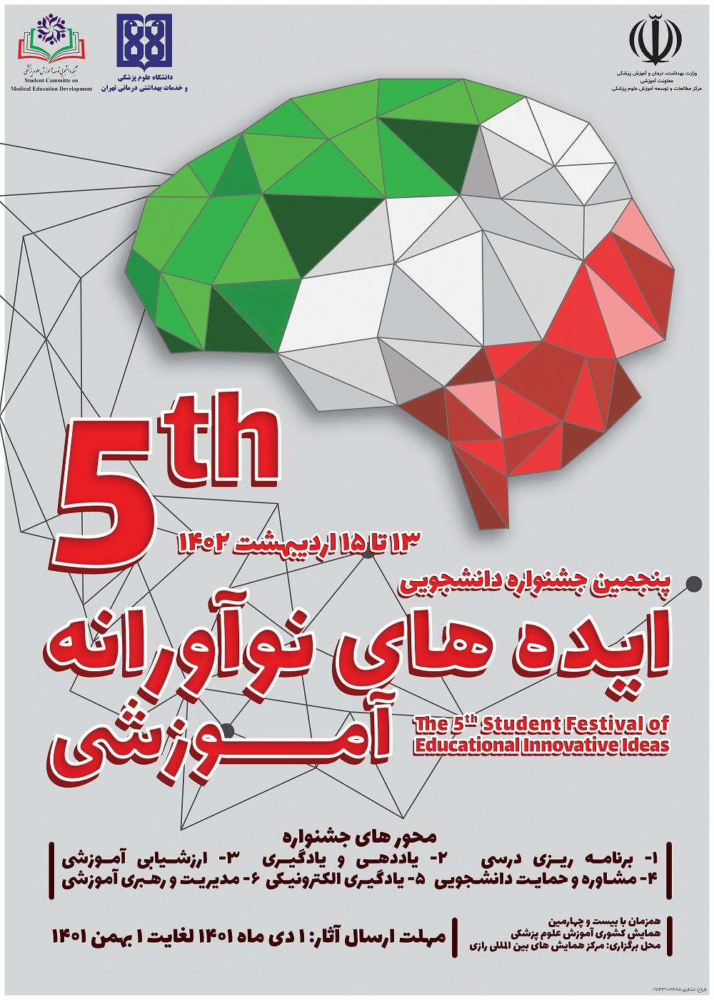 وزارت بهداشت، درمان و آموزش پزشکی
معاونت آموزشی
مرکز مطالعات و توسعه آموزش علوم پزشکی
دانشگاه علوم پزشکی
و خدمات بهداشتی درمانی تهران
کمیته دانشجویی توسعه آموزش علوم پزشکی
Student Committe on
Medical Education Development
5th
۱۳ تا ۱۵ اردیبهشت ۱۴۰۲
پنجمین جشنواره دانشجویی
ایده های نوآورانه
آموزشی
The 5th Student Festival of
Educational Innovative Ideas
محور های جشنواره
۱- برنامه ریزی درسی ۲- یاددهی و یادگیری ۳- ارزشیابی آموزشی
۴- مشاوره و حمایت دانشجویی ۵- یادگیری الکترونیکی ۶- مدیریت و رهبری آموزشی
همزمان با بیست و چهارمین
همایش کشوری آموزش علوم پزشکی
محل برگزاری: مرکز همایش های بین المللی رازی
مهلت ارسال آثار: ۱ دی ماه ۱۴۰۱ لغایت ۱ بهمن ۱۴۰۱
طراح: لشکری ۰۹۱۴۳۰۰۶۴۸۵